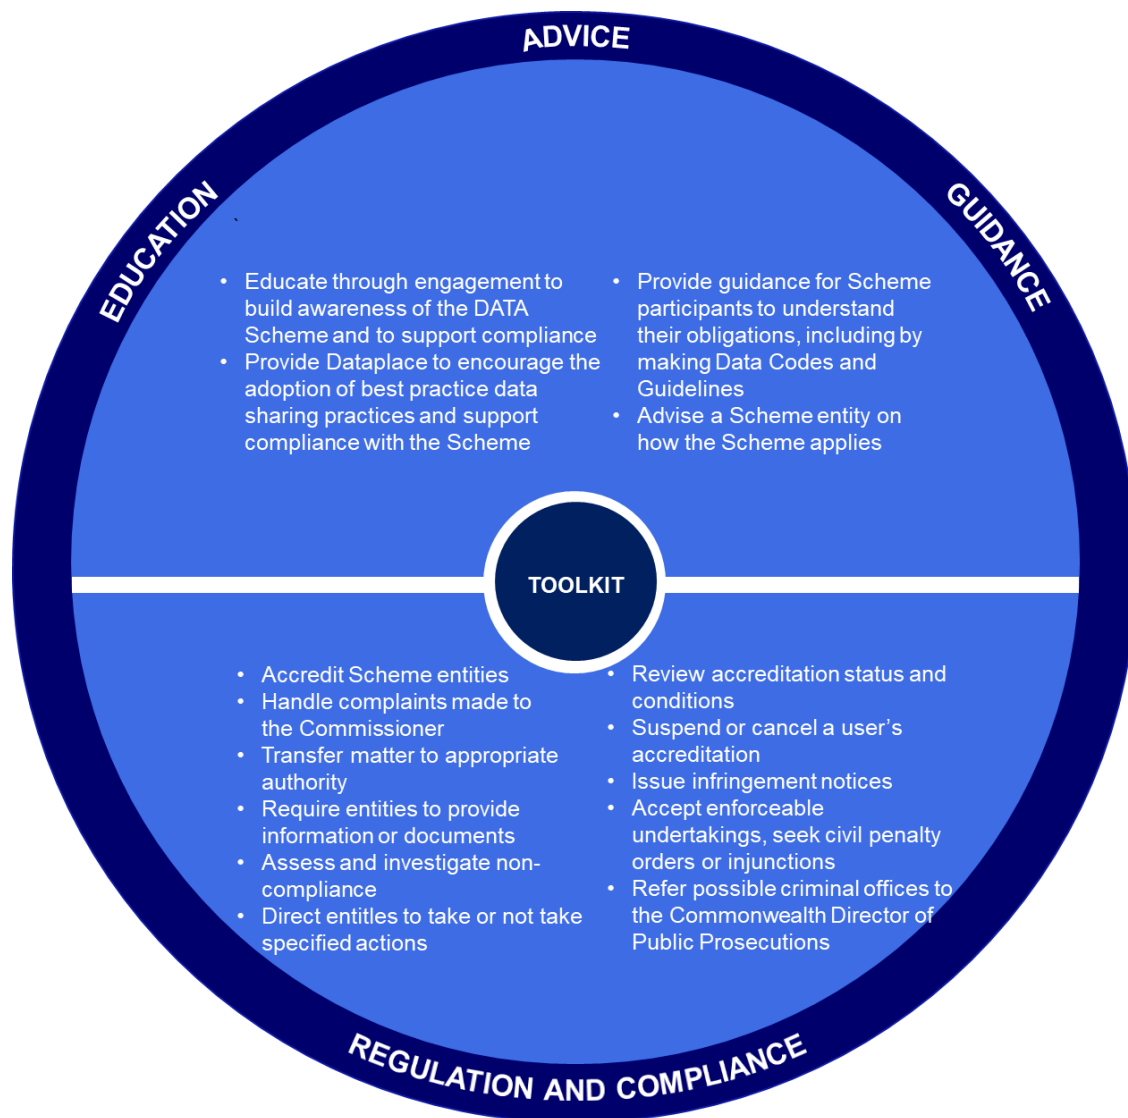 ADVICE
EDUCATION
GUIDANCE
• Educate through engagement to
build awareness of the DATA
Scheme and to support compliance
• Provide Dataplace to encourage the
adoption of best practice data
sharing practices and support
compliance with the Scheme
• Provide guidance for Scheme
participants to understand
their obligations, including by
making Data Codes and
Guidelines
• Advise a Scheme entity on
how the Scheme applies
TOOLKIT
• Accredit Scheme entities
• Handle complaints made to
the Commissioner
• Transfer matter to appropriate
authority
• Require entities to provide
information or documents
• Assess and investigate non-
compliance
• Direct entitles to take or not take
specified actions
• Review accreditation status and
conditions
• Suspend or cancel a user’s
accreditation
• Issue infringement notices
• Accept enforceable
undertakings, seek civil penalty
orders or injunctions
• Refer possible criminal offices to
the Commonwealth Director of
Public Prosecutions
REGULATION AND COMPLIANCE